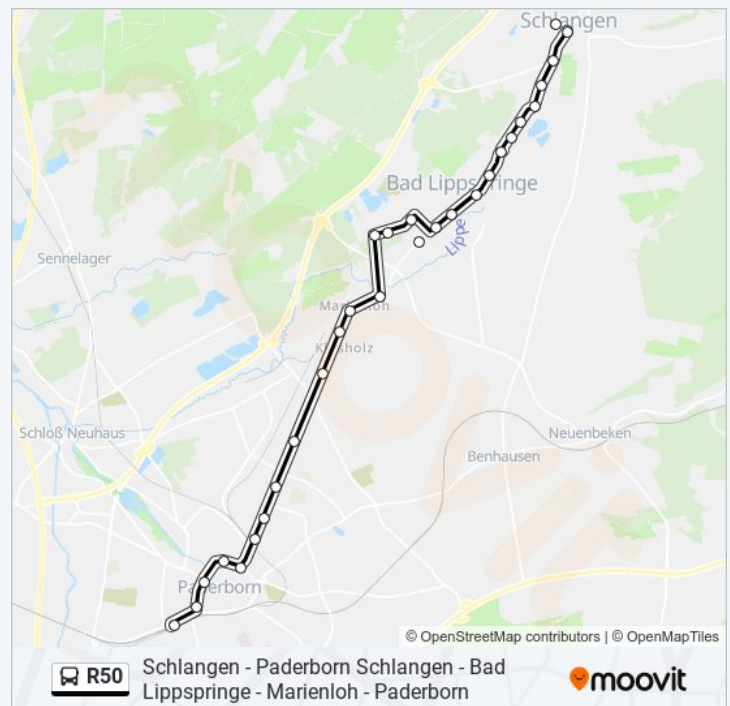 Schlangen
Bad Lippspringe
Lippe
Sennelager
Marienloh
Schloß Neuhaus
Neuenbeken
Benhausen
Paderborn
© OpenStreetMap contributors | © OpenMapTiles
R50
Schlangen - Paderborn Schlangen - Bad
Lippspringe - Marienloh - Paderborn
moovit